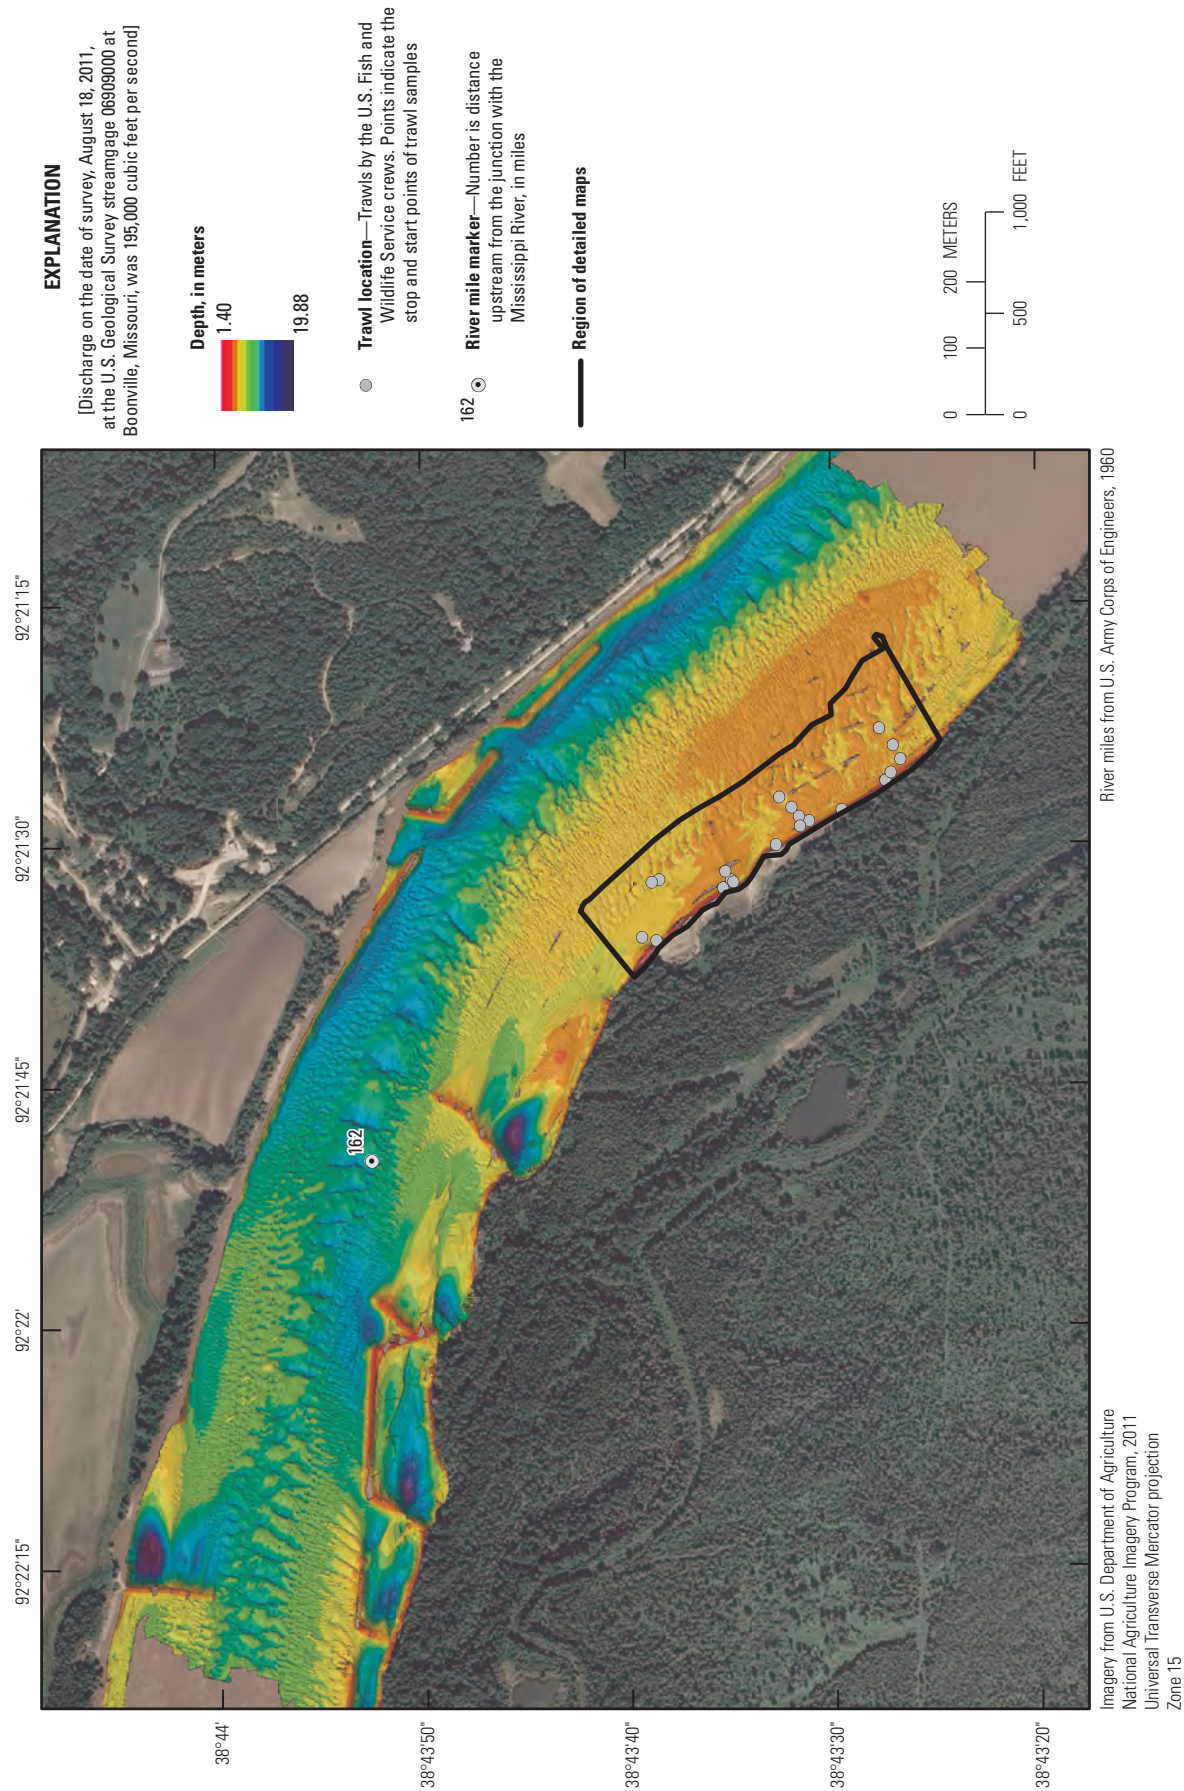 EXPLANATION
[Discharge on the date of survey, August 18, 2011,
at the U.S. Geological Survey streamgage 06909000 at
Boonville, Missouri, was 195,000 cubic feet per second]
Depth, in meters
1.40
19.88
Trawl location—Trawls by the U.S. Fish and
Wildlife Service crews. Points indicate the
stop and start points of trawl samples
162
River mile marker—Number is distance
upstream from the junction with the
Mississippi River, in miles
Region of detailed maps
0 100 200 METERS
0 500 1,000 FEET
92°22'15"
92°22'
92°21'45"
92°21'30"
92°21'15"
38°44'
38°43'50"
38°43'40"
38°43'30"
38°43'20"
162
Imagery from U.S. Department of Agriculture
National Agriculture Imagery Program, 2011
Universal Transverse Mercator projection
Zone 15
River miles from U.S. Army Corps of Engineers, 1960